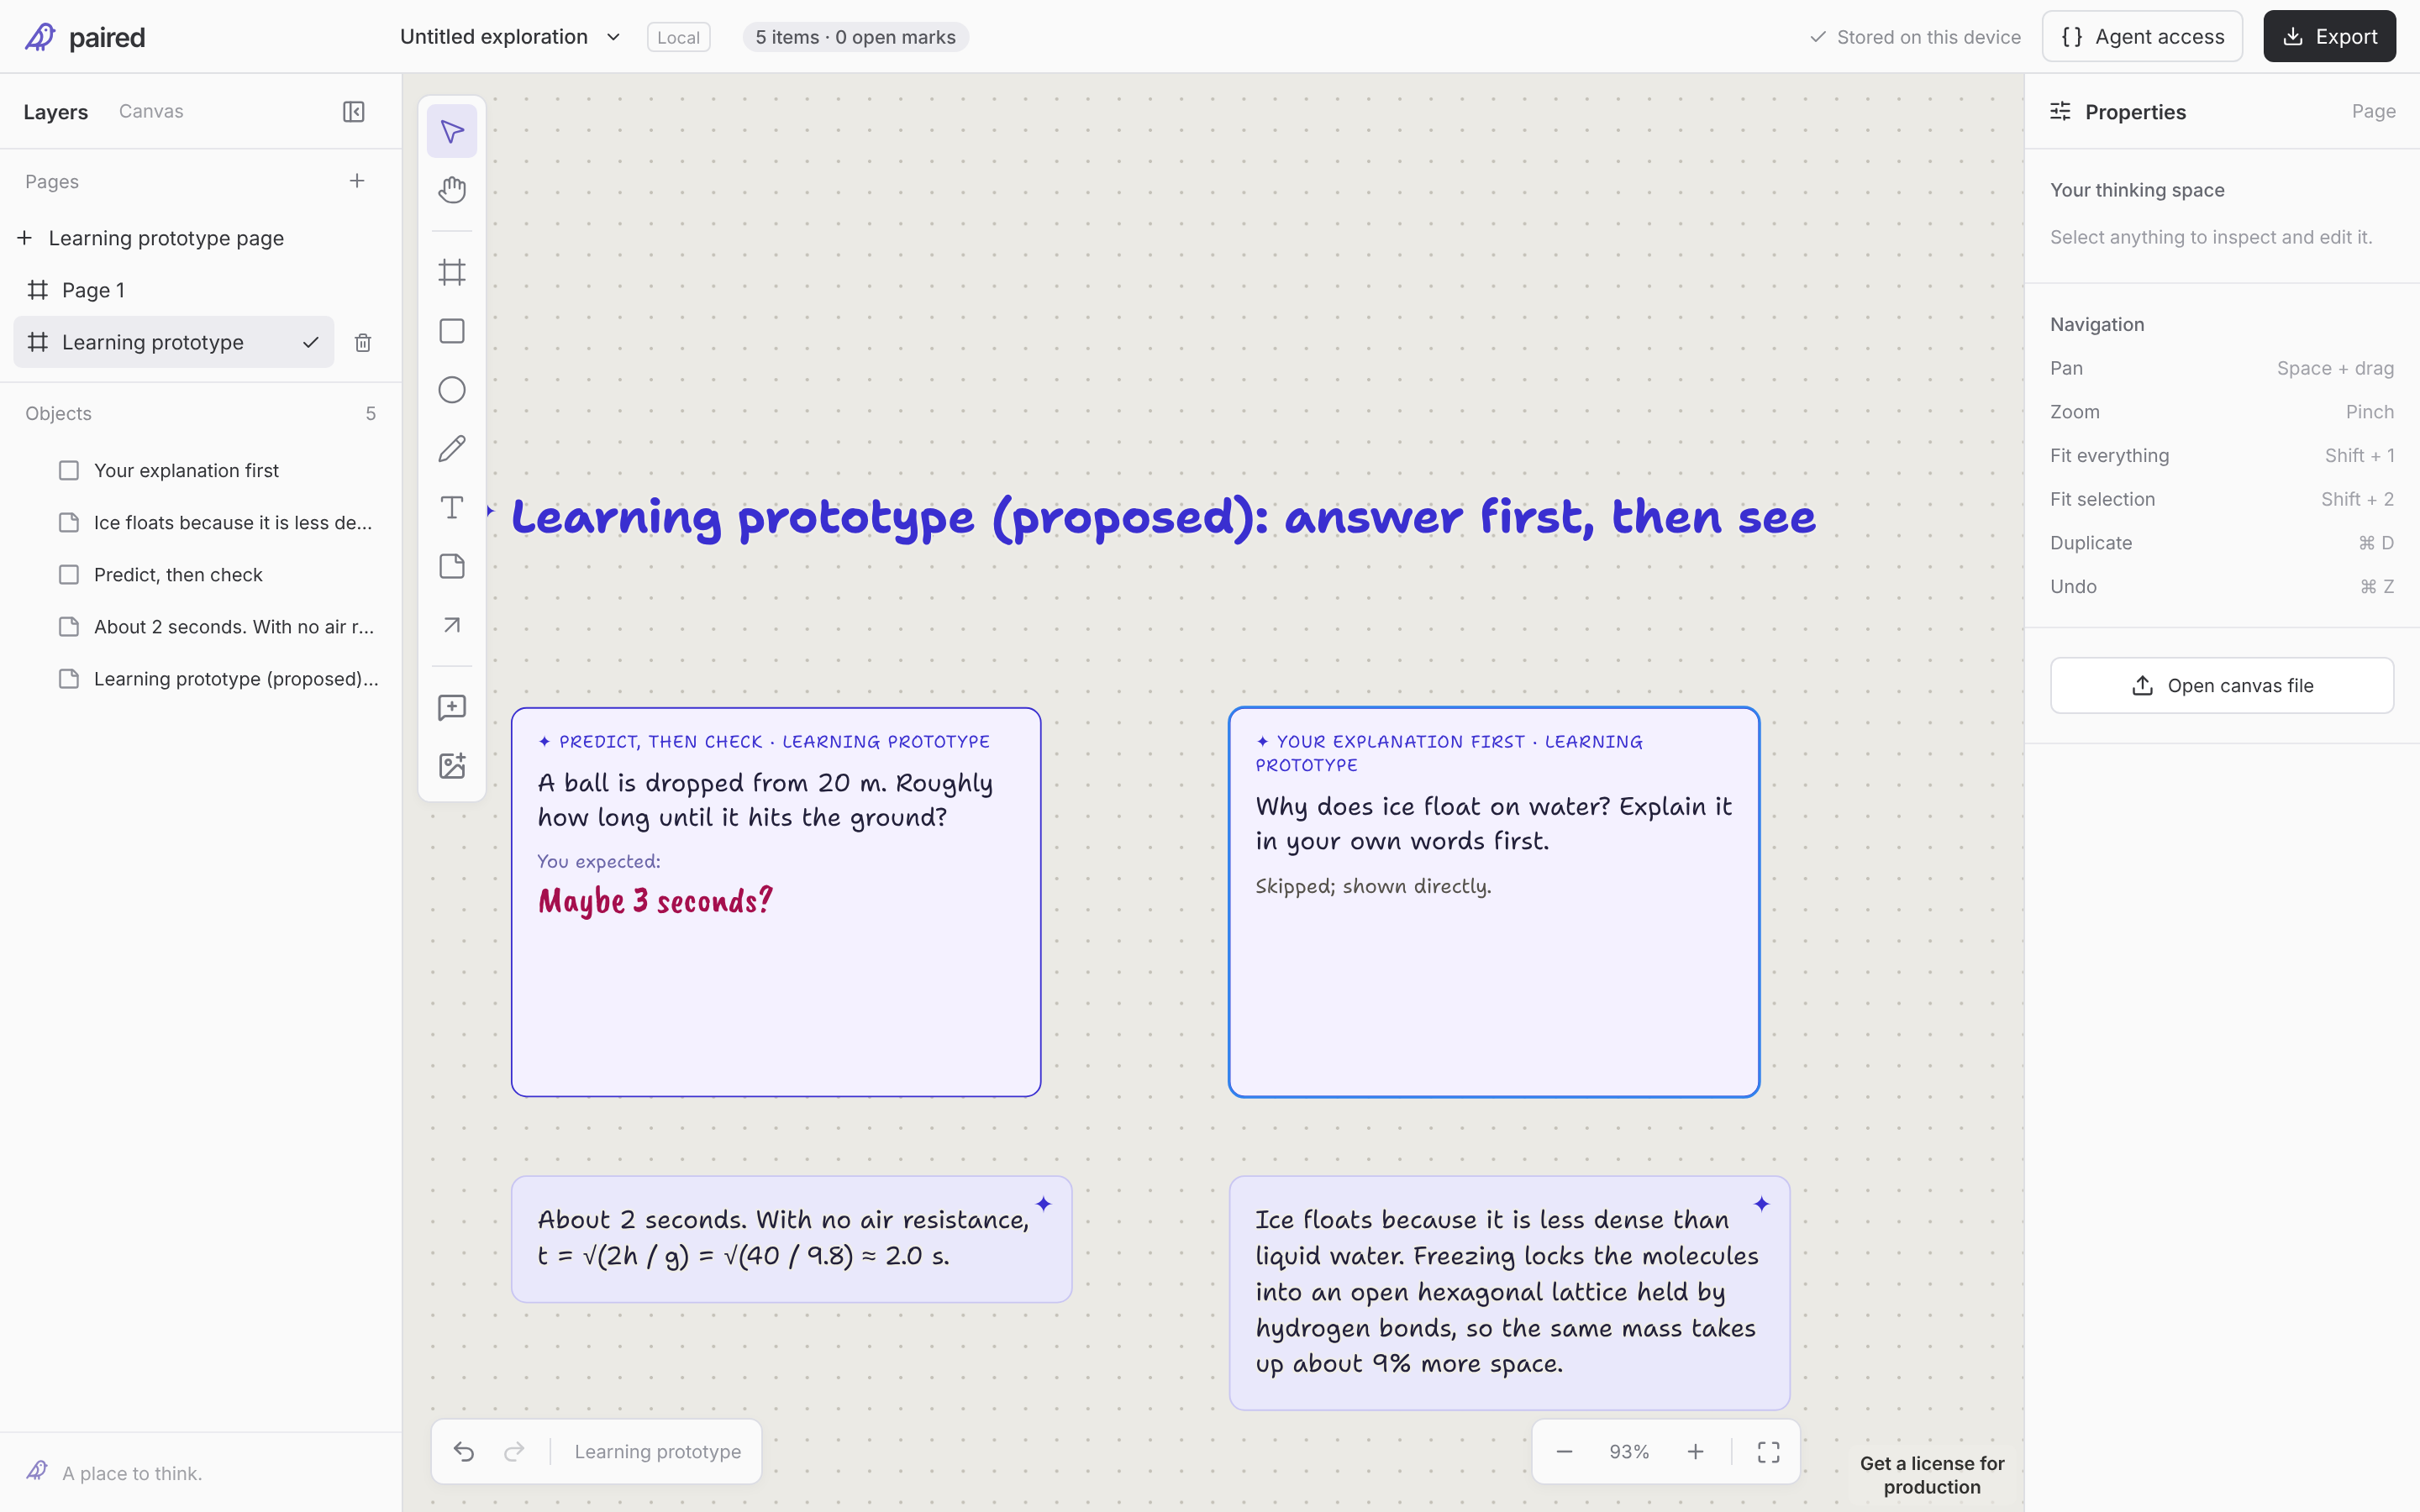 paired
Untitled exploration
Local
5 items · 0 open marks
Stored on this device
Agent access
Export
Layers
Canvas
Pages
Learning prototype page
Page 1
Learning prototype
Objects
5
Your explanation first
Ice floats because it is less de...
Predict, then check
About 2 seconds. With no air r...
Learning prototype (proposed)...
A place to think.
Learning prototype (proposed): answer first, then see
✦ PREDICT, THEN CHECK · LEARNING PROTOTYPE
A ball is dropped from 20 m. Roughly
how long until it hits the ground?
You expected:
Maybe 3 seconds?
✦ YOUR EXPLANATION FIRST · LEARNING
PROTOTYPE
Why does ice float on water? Explain it
in your own words first.
Skipped; shown directly.
About 2 seconds. With no air resistance,
t = √(2h / g) = √(40 / 9.8) ≈ 2.0 s.
Ice floats because it is less dense than
liquid water. Freezing locks the molecules
into an open hexagonal lattice held by
hydrogen bonds, so the same mass takes
up about 9% more space.
Learning prototype
93%
Get a license for
production
Properties
Page
Your thinking space
Select anything to inspect and edit it.
Navigation
Pan
Space + drag
Zoom
Pinch
Fit everything
Shift + 1
Fit selection
Shift + 2
Duplicate
⌘ D
Undo
⌘ Z
Open canvas file